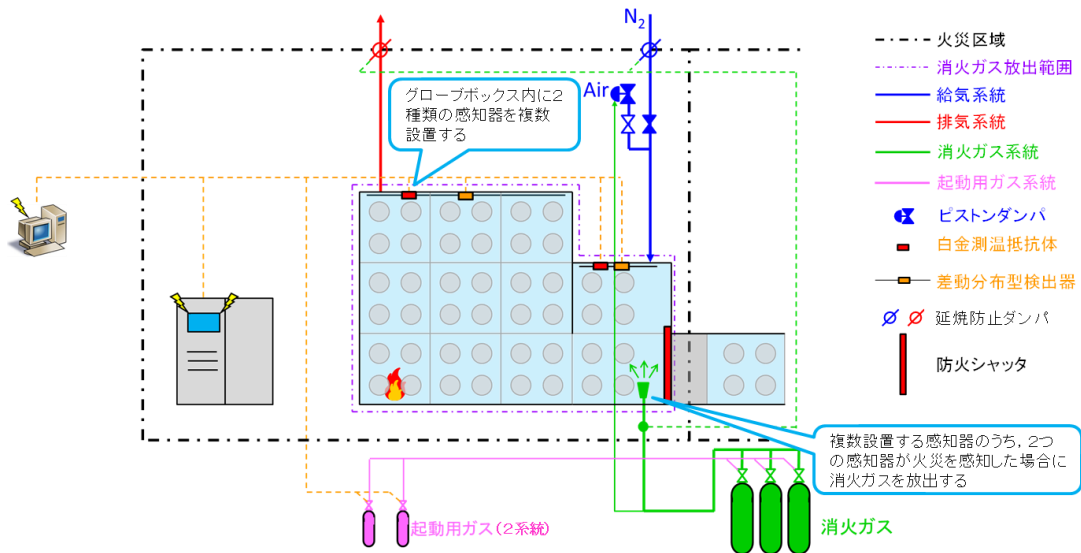 N₂
Air
グローブボックス内に2
種類の感知器を複数
設置する
火災区域
消火ガス放出範囲
給気系統
排気系統
消火ガス系統
起動用ガス系統
ピストンダンパ
白金測温抵抗体
差動分布型検出器
延焼防止ダンパ
防火シャッタ
複数設置する感知器のうち，2つ
の感知器が火災を感知した場合に
消火ガスを放出する
起動用ガス(2系統)
消火ガス